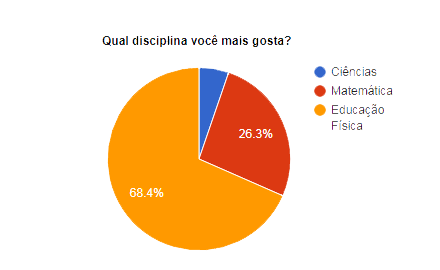 Qual disciplina você mais gosta?
Ciências
Matemática
Educação
Física
26.3%
68.4%